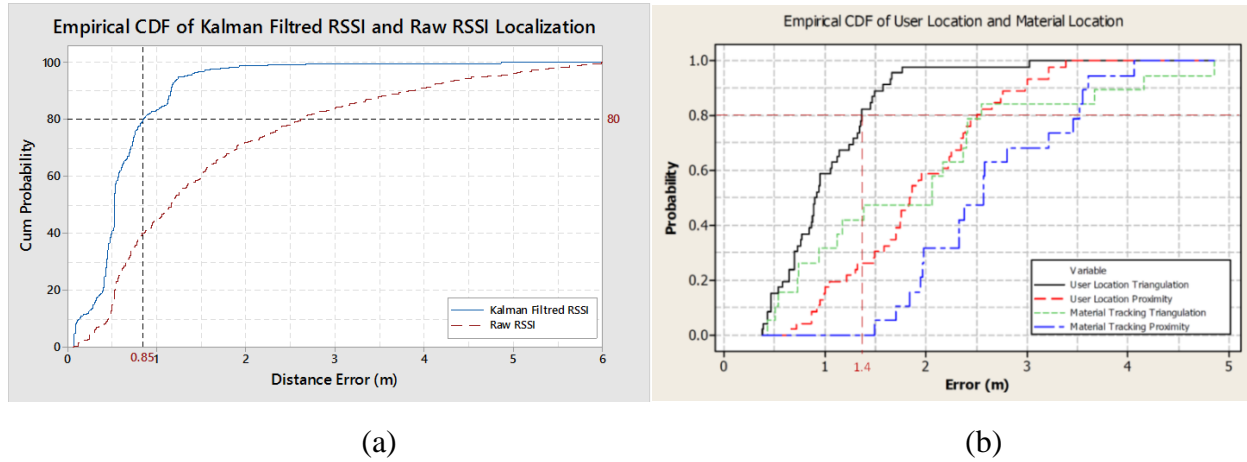 Empirical CDF of Kalman Filtred RSSI and Raw RSSI Localization
100
80
60
40
20
0
Cum Probability
80
0
0.85
1
2
3
4
5
6
Distance Error (m)
Kalman Filtred RSSI
Raw RSSI
(a)
Empirical CDF of User Location and Material Location
1.0
0.8
0.6
0.4
0.2
0.0
Probability
0
1
1.4
2
3
4
5
Error (m)
Variable
User Location Triangulation
User Location Proximity
Material Tracking Triangulation
Material Tracking Proximity
(b)